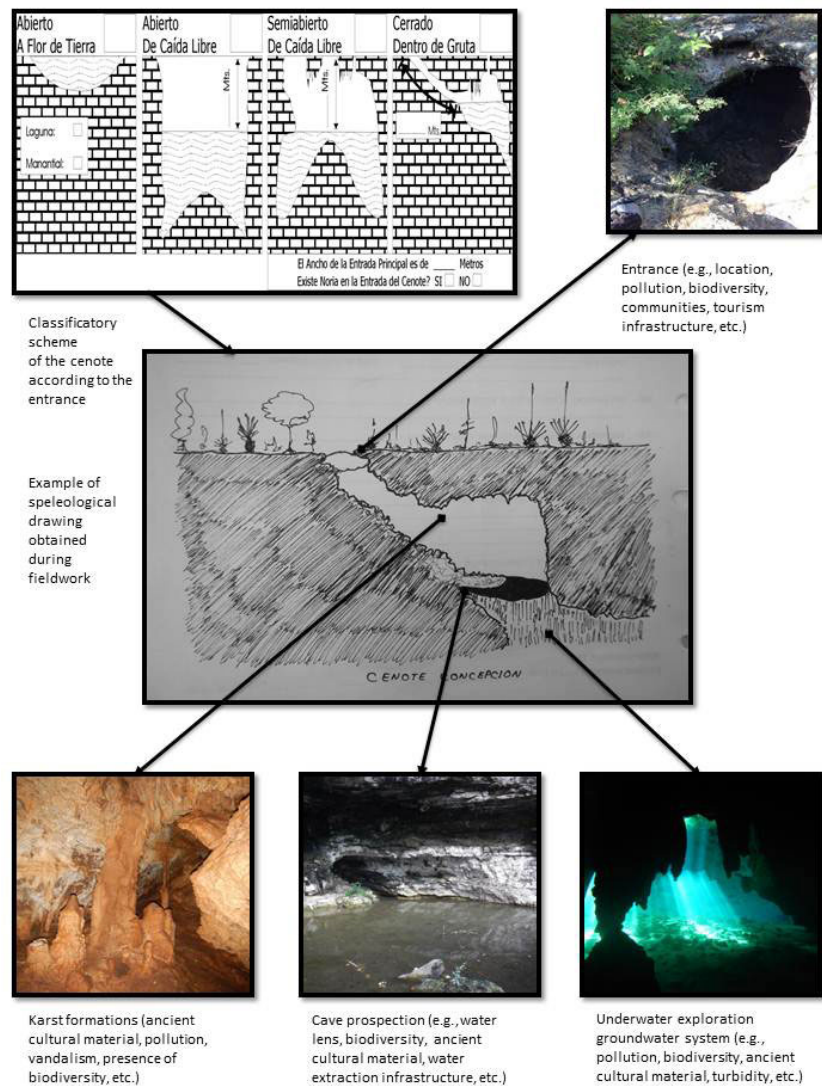 Abierto
A Flor de Tierra
Abierto
De Caída Libre
Semiabierto
De Caída Libre
Cerrado
Dentro de Gruta
Mts.
Mts.
Mts.
Laguna:
Manantial:
El Ancho de la Entrada Principal es de ____ Metros
Existe Noria en la Entrada del Cenote? SI NO
Entrance (e.g., location,
pollution, biodiversity,
communities, tourism
infrastructure, etc.)
Classificatory
scheme
of the cenote
according to the
entrance
Example of
speleological
drawing
obtained
during
fieldwork
CENOTE CONCEPCION
Karst formations (ancient
cultural material, pollution,
vandalism, presence of
biodiversity, etc.)
Cave prospection (e.g., water
lens, biodiversity, ancient
cultural material, water
extraction infrastructure, etc.)
Underwater exploration
groundwater system (e.g.,
pollution, biodiversity, ancient
cultural material, turbidity, etc.)